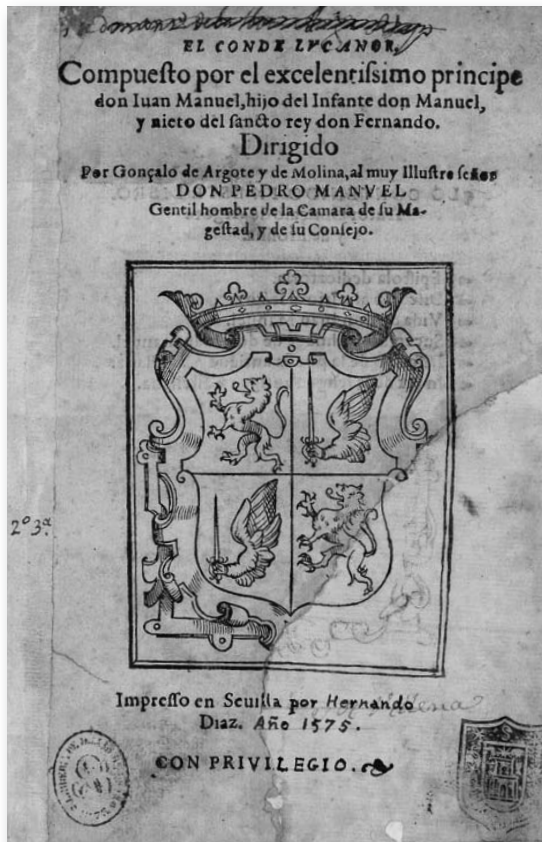 EL CONDE LVCANOR.
Compuesto por el excelentissimo principe
don Iuan Manuel, hijo del Infante don Manuel,
y nieto del sancto rey don Fernando.
Dirigido
Por Gonçalo de Argote y de Molina, al muy Illustre señor
DON PEDRO MANVEL
Gentil hombre de la Camara de su Ma-
gestad, y de su Consejo.
2º 3ª
Impresso en Seuilla por Hernando
Diaz. Año 1575.
CON PRIVILEGIO.